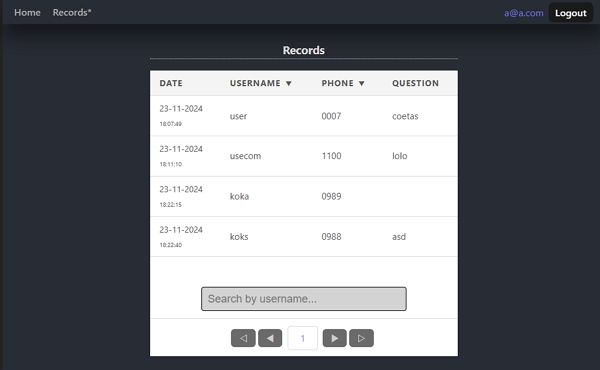 Home Records* a@a.com Logout
Records
DATE USERNAME ▼ PHONE ▼ QUESTION
23-11-2024
18:07:49
user 0007 coetas
23-11-2024
18:11:10
usecom 1100 lolo
23-11-2024
18:22:15
koka 0989
23-11-2024
18:22:40
koks 0988 asd
Search by username...
1